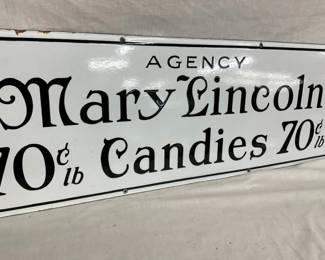 AGENCY
Mary Lincoln
70¢ lb Candies 70¢ lb